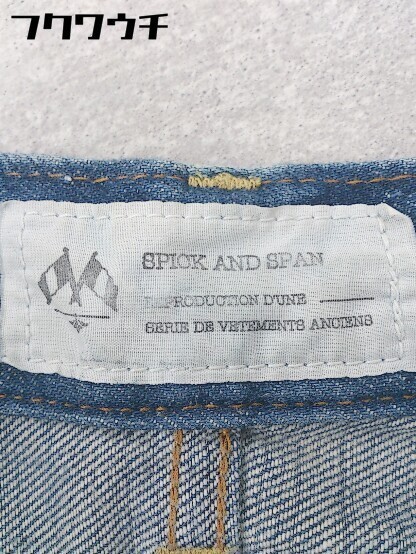 フクワウチ
SPICK AND SPAN
REPRODUCTION D'UNE
SERIE DE VETEMENTS ANCIENS